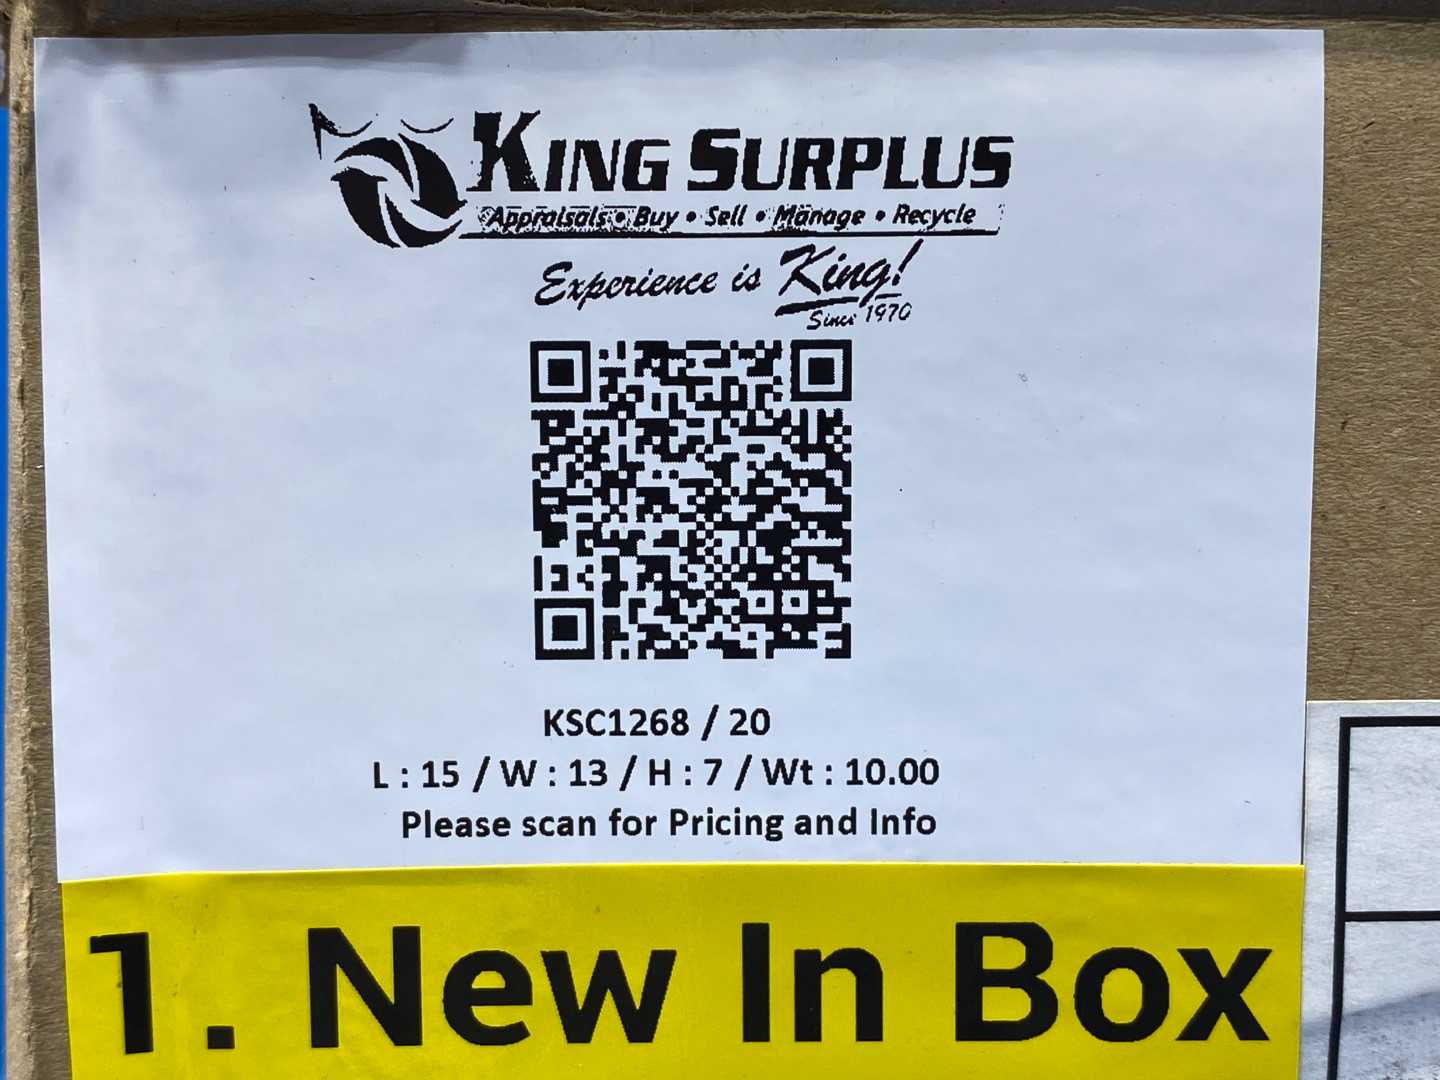 KING SURPLUS
Appraisals • Buy • Sell • Manage • Recycle
Experience is King!
Since 1970
KSC1268 / 20
L : 15 / W : 13 / H : 7 / Wt : 10.00
Please scan for Pricing and Info
1. New In Box